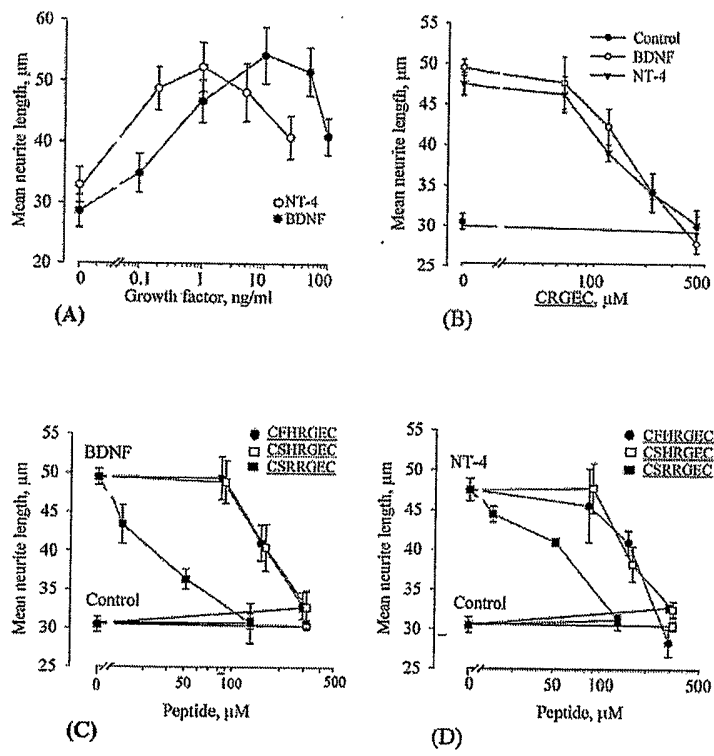 Mean neurite length, μm
60
50
40
30
20
0
0.1
1
10
100
Growth factor, ng/ml
NT-4
BDNF
(A)
Mean neurite length, μm
55
50
45
40
35
30
25
0
100
500
CRGEC, μM
Control
BDNF
NT-4
(B)
Mean neurite length, μm
55
50
45
40
35
30
25
0
50
100
500
Peptide, μM
BDNF
Control
CFHRGEC
CSHRGEC
CSRRGEC
(C)
Mean neurite length, μm
55
50
45
40
35
30
25
0
50
100
500
Peptide, μM
NT-4
Control
CFHRGEC
CSHRGEC
CSRRGEC
(D)